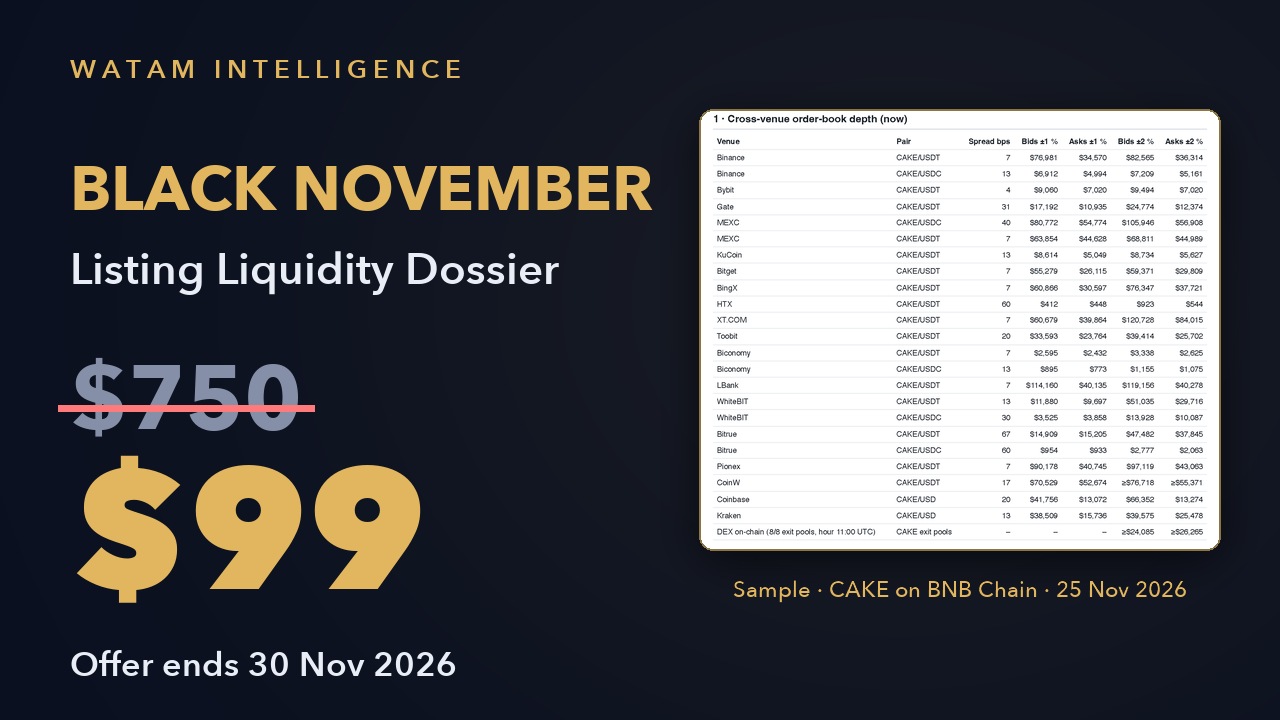 WATAM INTELLIGENCE
BLACK NOVEMBER
Listing Liquidity Dossier
$750
$99
Offer ends 30 Nov 2026
1 · Cross-venue order-book depth (now)
Venue Pair Spread bps Bids ±1 % Asks ±1 % Bids ±2 % Asks ±2 %
Binance CAKE/USDT 7 $76,981 $34,570 $82,565 $36,314
Binance CAKE/USDC 13 $6,912 $4,994 $7,209 $5,161
Bybit CAKE/USDT 4 $9,060 $7,020 $9,494 $7,020
Gate CAKE/USDT 31 $17,192 $10,935 $24,774 $12,374
MEXC CAKE/USDC 40 $80,772 $54,774 $105,946 $56,908
MEXC CAKE/USDT 7 $63,854 $44,628 $68,811 $44,989
KuCoin CAKE/USDT 13 $8,614 $5,049 $8,734 $5,627
Bitget CAKE/USDT 7 $55,279 $26,115 $59,371 $29,809
BingX CAKE/USDT 7 $60,866 $30,597 $76,347 $37,721
HTX CAKE/USDT 60 $412 $448 $923 $544
XT.COM CAKE/USDT 7 $60,679 $39,864 $120,728 $84,015
Toobit CAKE/USDT 20 $33,593 $23,764 $39,414 $25,702
Biconomy CAKE/USDT 7 $2,595 $2,432 $3,338 $2,625
Biconomy CAKE/USDC 13 $895 $773 $1,155 $1,075
LBank CAKE/USDT 7 $114,160 $40,135 $119,156 $40,278
WhiteBIT CAKE/USDT 13 $11,880 $9,697 $51,035 $29,716
WhiteBIT CAKE/USDC 30 $3,525 $3,858 $13,928 $10,087
Bitrue CAKE/USDT 67 $14,909 $15,205 $47,482 $37,845
Bitrue CAKE/USDC 60 $954 $933 $2,777 $2,063
Pionex CAKE/USDT 7 $90,178 $40,745 $97,119 $43,063
CoinW CAKE/USDT 17 $70,529 $52,674 ≥$76,718 ≥$55,371
Coinbase CAKE/USD 20 $41,756 $13,072 $66,352 $13,274
Kraken CAKE/USD 13 $38,509 $15,736 $39,575 $25,478
DEX on-chain (8/8 exit pools, hour 11:00 UTC) CAKE exit pools – – – ≥$24,085 ≥$26,265
Sample · CAKE on BNB Chain · 25 Nov 2026